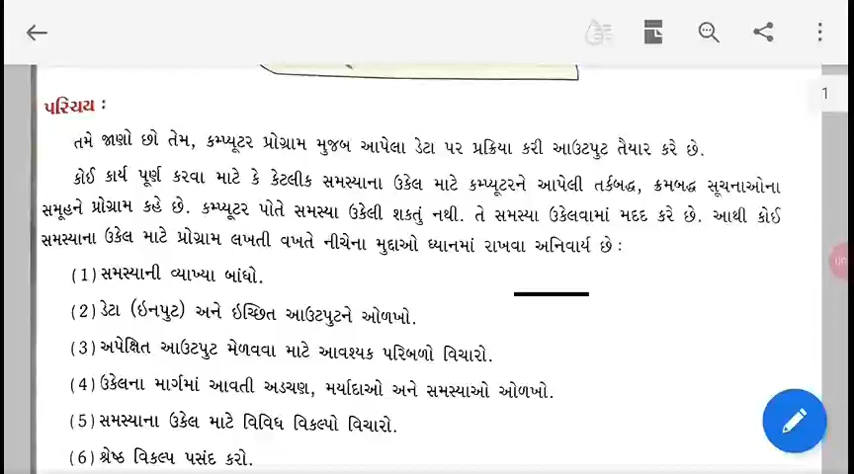 1
પરિચય :
તમે જાણો છો તેમ, કમ્પ્યૂટર પ્રોગ્રામ મુજબ આપેલા ડેટા પર પ્રક્રિયા કરી આઉટપુટ તૈયાર કરે છે.
કોઈ કાર્ય પૂર્ણ કરવા માટે કે કેટલીક સમસ્યાના ઉકેલ માટે કમ્પ્યૂટરને આપેલી તર્કબદ્ધ, ક્રમબદ્ધ સૂચનાઓના
સમૂહને પ્રોગ્રામ કહે છે. કમ્પ્યૂટર પોતે સમસ્યા ઉકેલી શકતું નથી. તે સમસ્યા ઉકેલવામાં મદદ કરે છે. આથી કોઈ
સમસ્યાના ઉકેલ માટે પ્રોગ્રામ લખતી વખતે નીચેના મુદ્દાઓ ધ્યાનમાં રાખવા અનિવાર્ય છે :
(1) સમસ્યાની વ્યાખ્યા બાંધો.
(2) ડેટા (ઇનપુટ) અને ઇચ્છિત આઉટપુટને ઓળખો.
(3) અપેક્ષિત આઉટપુટ મેળવવા માટે આવશ્યક પરિબળો વિચારો.
(4) ઉકેલના માર્ગમાં આવતી અડચણ, મર્યાદાઓ અને સમસ્યાઓ ઓળખો.
(5) સમસ્યાના ઉકેલ માટે વિવિધ વિકલ્પો વિચારો.
(6) શ્રેષ્ઠ વિકલ્પ પસંદ કરો.